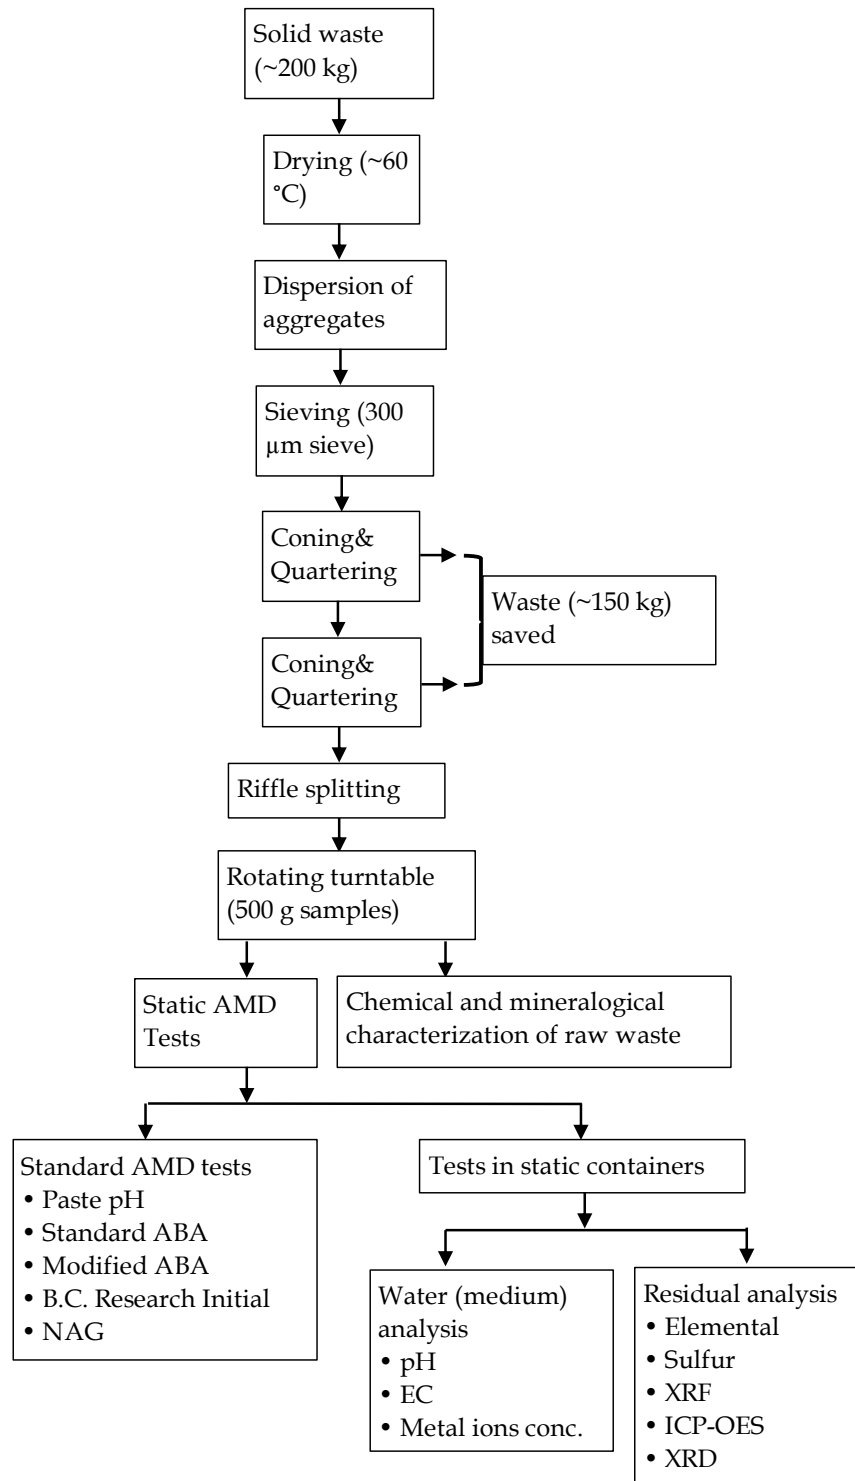 Solid waste
(~200 kg)
Drying (~60
°C)
Dispersion of
aggregates
Sieving (300
µm sieve)
Coning&
Quartering
Waste (~150 kg)
saved
Coning&
Quartering
Riffle splitting
Rotating turntable
(500 g samples)
Static AMD
Tests
Chemical and mineralogical
characterization of raw waste
Standard AMD tests
• Paste pH
• Standard ABA
• Modified ABA
• B.C. Research Initial
• NAG
Tests in static containers
Water (medium)
analysis
• pH
• EC
• Metal ions conc.
Residual analysis
• Elemental
• Sulfur
• XRF
• ICP-OES
• XRD